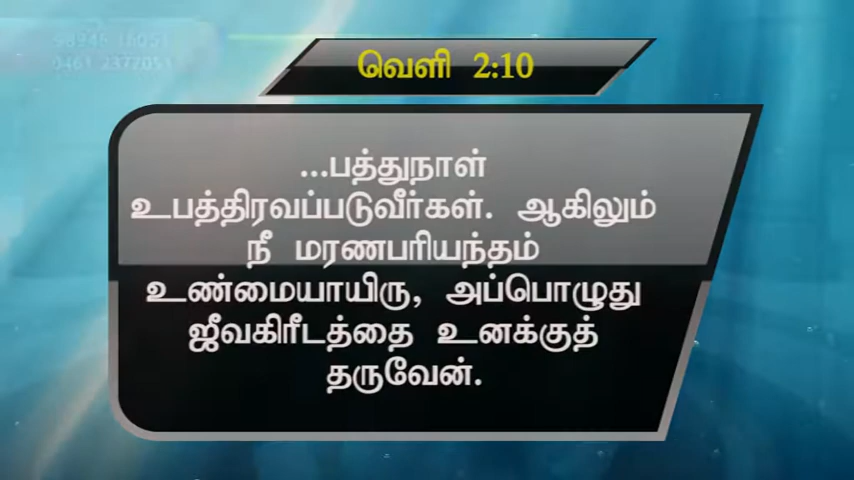 வெளி 2:10
...பத்துநாள்
உபத்திரவப்படுவீர்கள். ஆகிலும்
நீ மரணபரியந்தம்
உண்மையாயிரு, அப்பொழுது
ஜீவகிரீடத்தை உனக்குத்
தருவேன்.